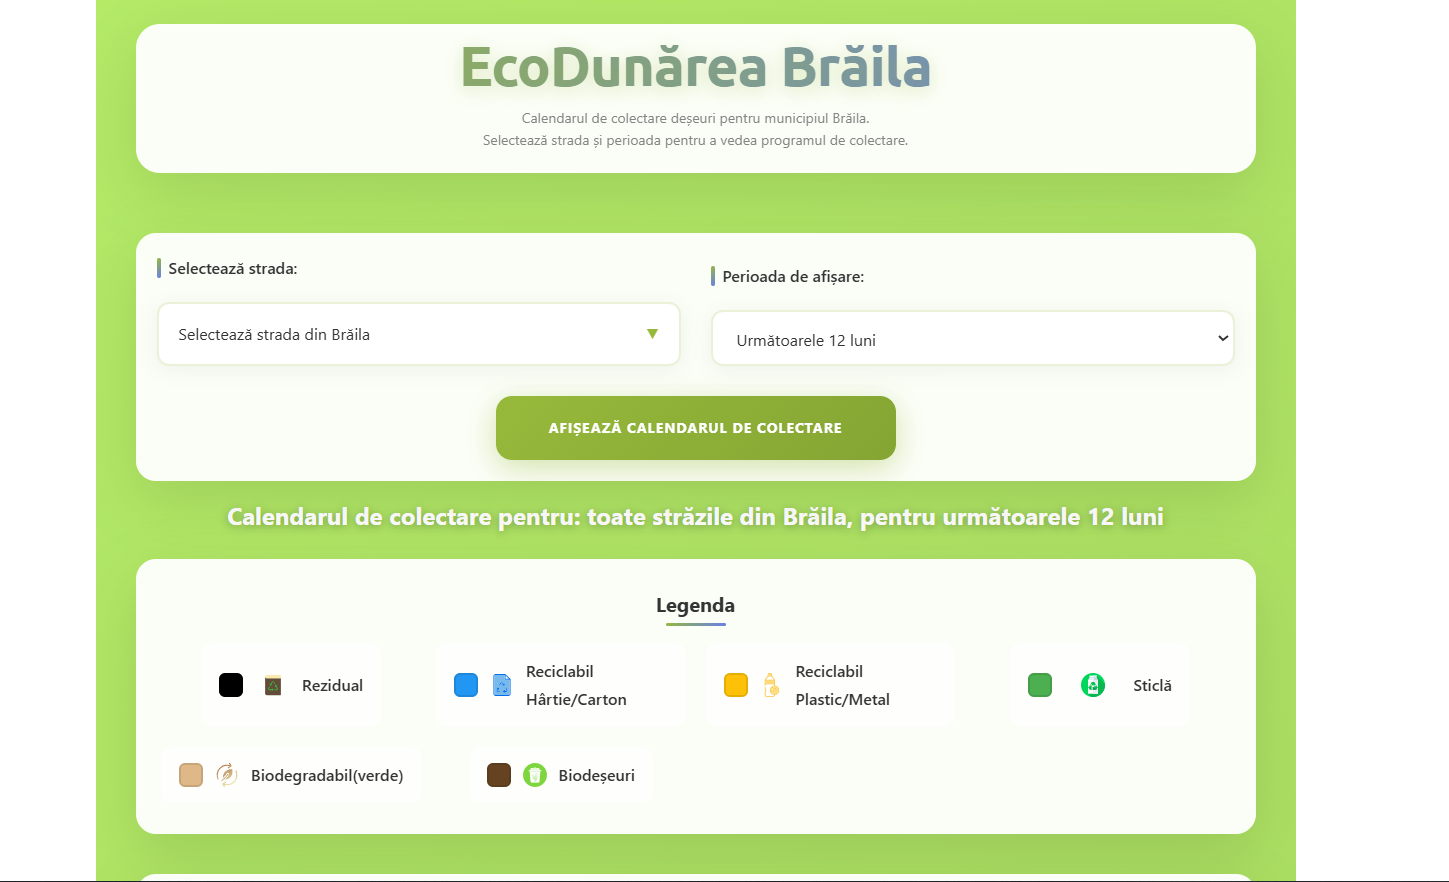 EcoDunărea Brăila
Calendarul de colectare deșeuri pentru municipiul Brăila.
Selectează strada și perioada pentru a vedea programul de colectare.
Selectează strada:
Perioada de afișare:
Selectează strada din Brăila
Următoarele 12 luni
AFIȘEAZĂ CALENDARUL DE COLECTARE
Calendarul de colectare pentru: toate străzile din Brăila, pentru următoarele 12 luni
Legenda
Rezidual
Reciclabil
Hârtie/Carton
Reciclabil
Plastic/Metal
Sticlă
Biodegradabil(verde)
Biodeșeuri